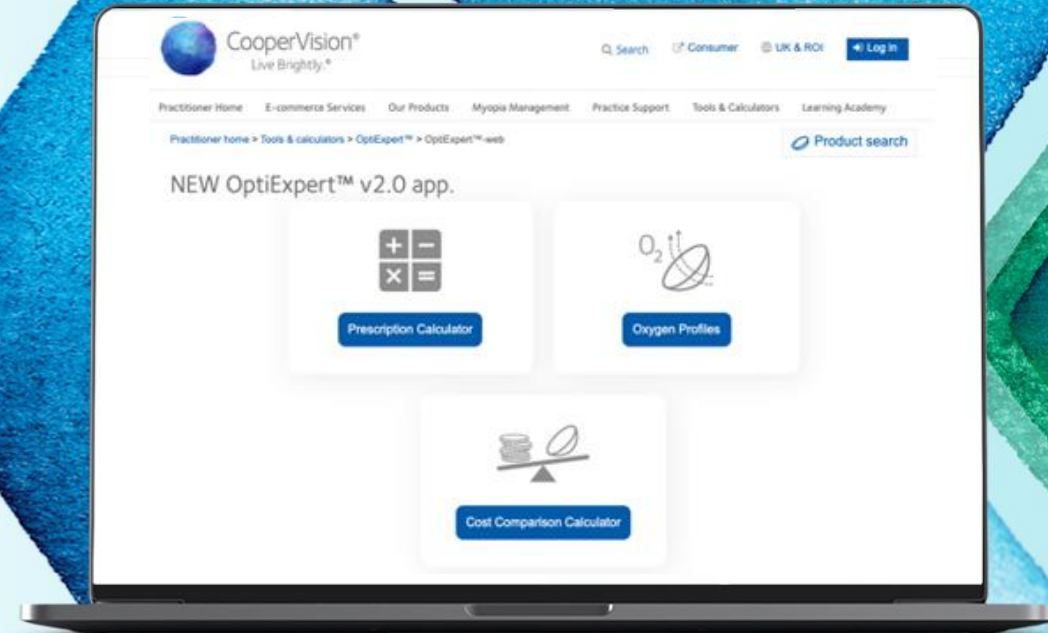 CooperVision®
Live Brightly.®
Search Consumer UK & ROI Log in
Practitioner Home E-commerce Services Our Products Myopia Management Practice Support Tools & Calculators Learning Academy
Practitioner home > Tools & calculators > OptiExpert™ > OptiExpert™-web
Product search
NEW OptiExpert™ v2.0 app.
O2
Prescription Calculator
Oxygen Profiles
Cost Comparison Calculator